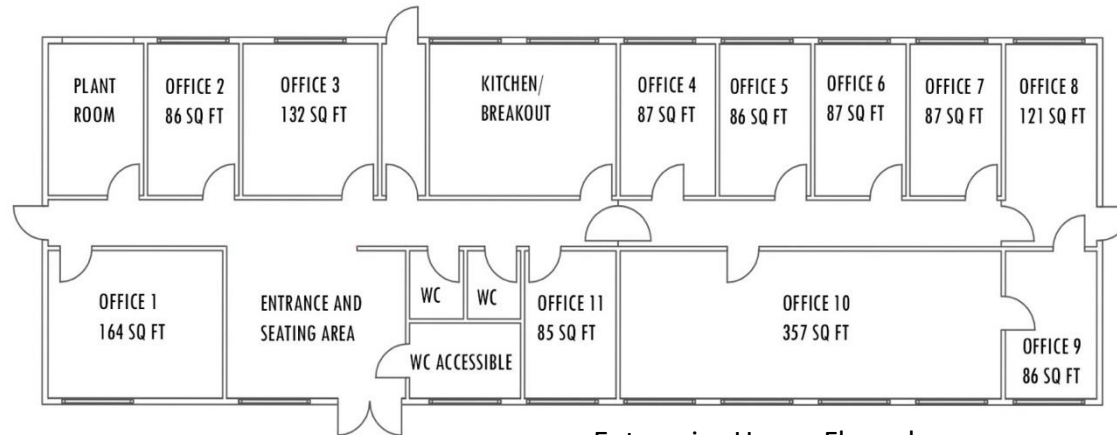 PLANT
ROOM
OFFICE 2
86 SQ FT
OFFICE 3
132 SQ FT
KITCHEN/
BREAKOUT
OFFICE 4
87 SQ FT
OFFICE 5
86 SQ FT
OFFICE 6
87 SQ FT
OFFICE 7
87 SQ FT
OFFICE 8
121 SQ FT
OFFICE 1
164 SQ FT
ENTRANCE AND
SEATING AREA
WC
WC
WC ACCESSIBLE
OFFICE 11
85 SQ FT
OFFICE 10
357 SQ FT
OFFICE 9
86 SQ FT